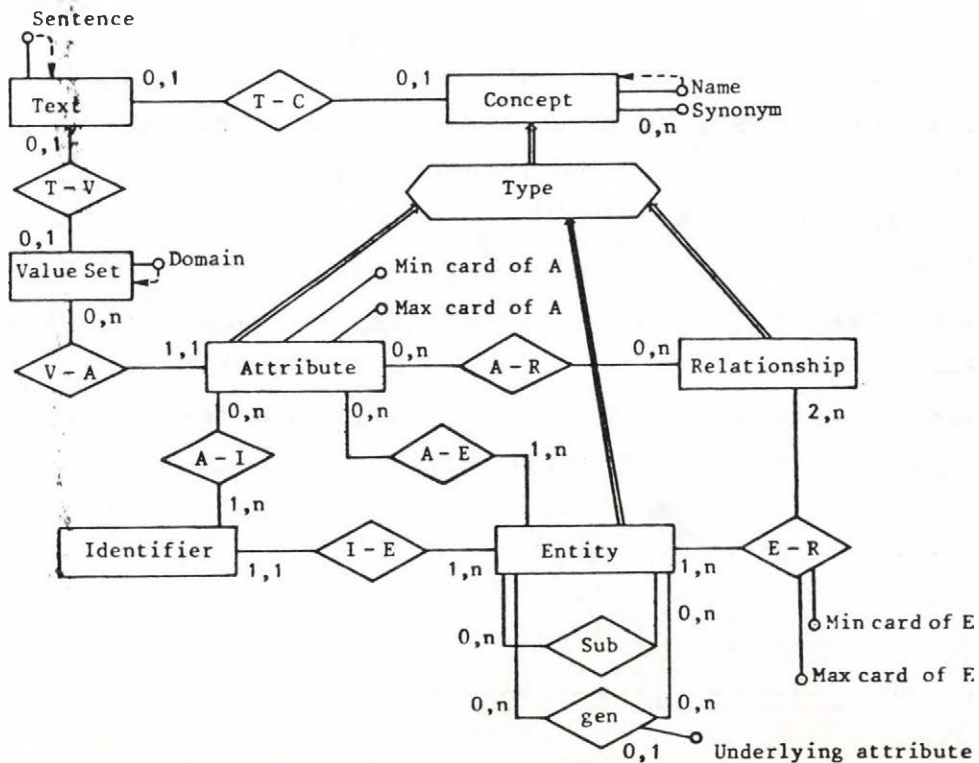 Sentence
0,1
0,1
Text
T - C
Concept
Name
Synonym
0,n
0,1
T - V
Type
0,1
Value Set
Domain
Min card of A
0,n
Max card of A
V - A
1,1
Attribute
0,n
A - R
0,n
Relationship
0,n
0,n
2,n
A - I
A - E
1,n
1,n
Identifier
I - E
Entity
E - R
1,1
1,n
1,n
0,n
Min card of E
0,n
Sub
Max card of E
0,n
gen
0,n
0,1
Underlying attribute